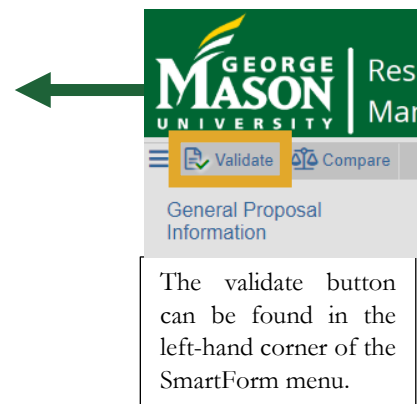 GEORGE
MASON
UNIVERSITY
Res
Mar
Validate
Compare
General Proposal
Information
The validate button
can be found in the
left-hand corner of the
SmartForm menu.